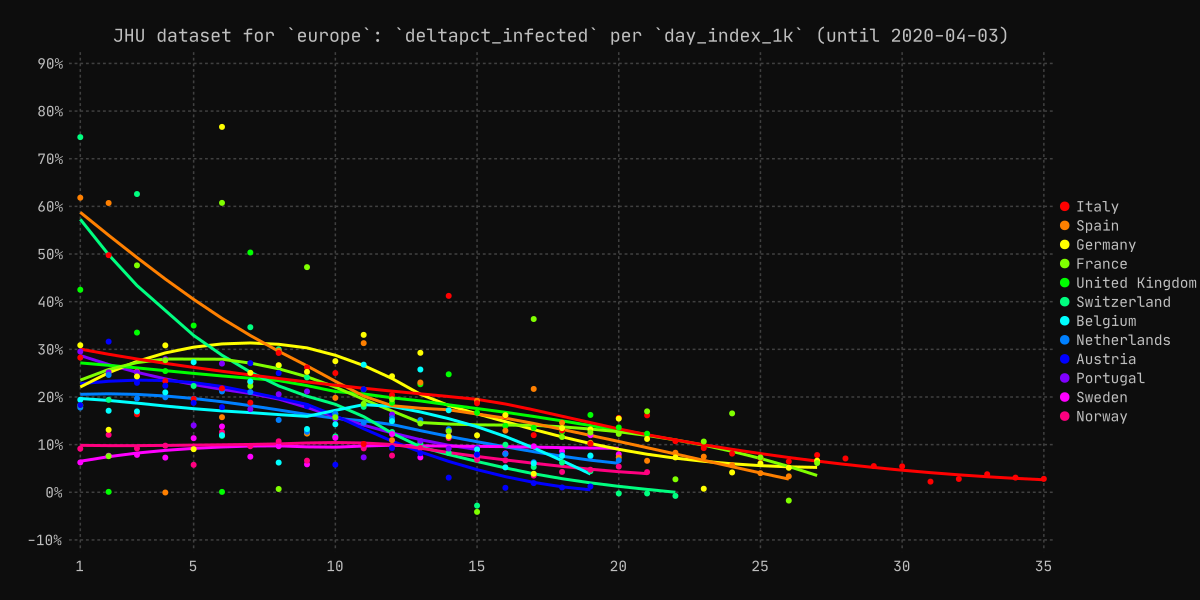 JHU dataset for `europe`: `deltapct_infected` per `day_index_1k` (until 2020-04-03)
90%
80%
70%
60%
50%
40%
30%
20%
10%
0%
-10%
1 5 10 15 20 25 30 35
Italy
Spain
Germany
France
United Kingdom
Switzerland
Belgium
Netherlands
Austria
Portugal
Sweden
Norway